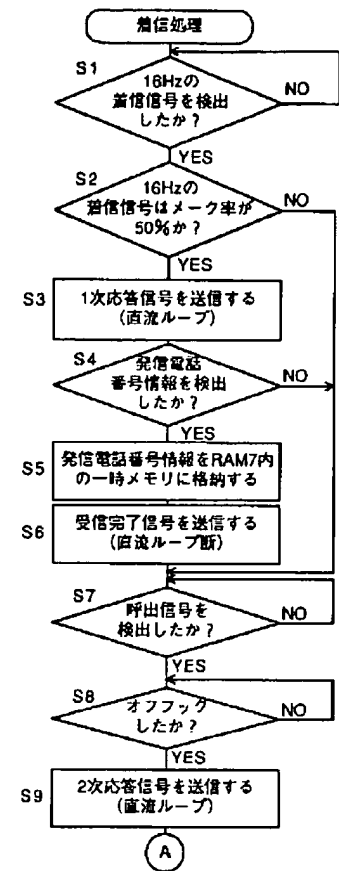 着信処理
S1
16Hzの
着信信号を検出
したか?
NO
YES
S2
16Hzの
着信信号はメーク率が
50%か?
NO
YES
S3
1次応答信号を送信する
(直流ループ)
S4
発信電話
番号情報を検出
したか?
NO
YES
S5
発信電話番号情報をRAM7内
の一時メモリに格納する
S6
受信完了信号を送信する
(直流ループ断)
S7
呼出信号を
検出したか?
NO
YES
S8
オフフック
したか?
NO
YES
S9
2次応答信号を送信する
(直流ループ)
A